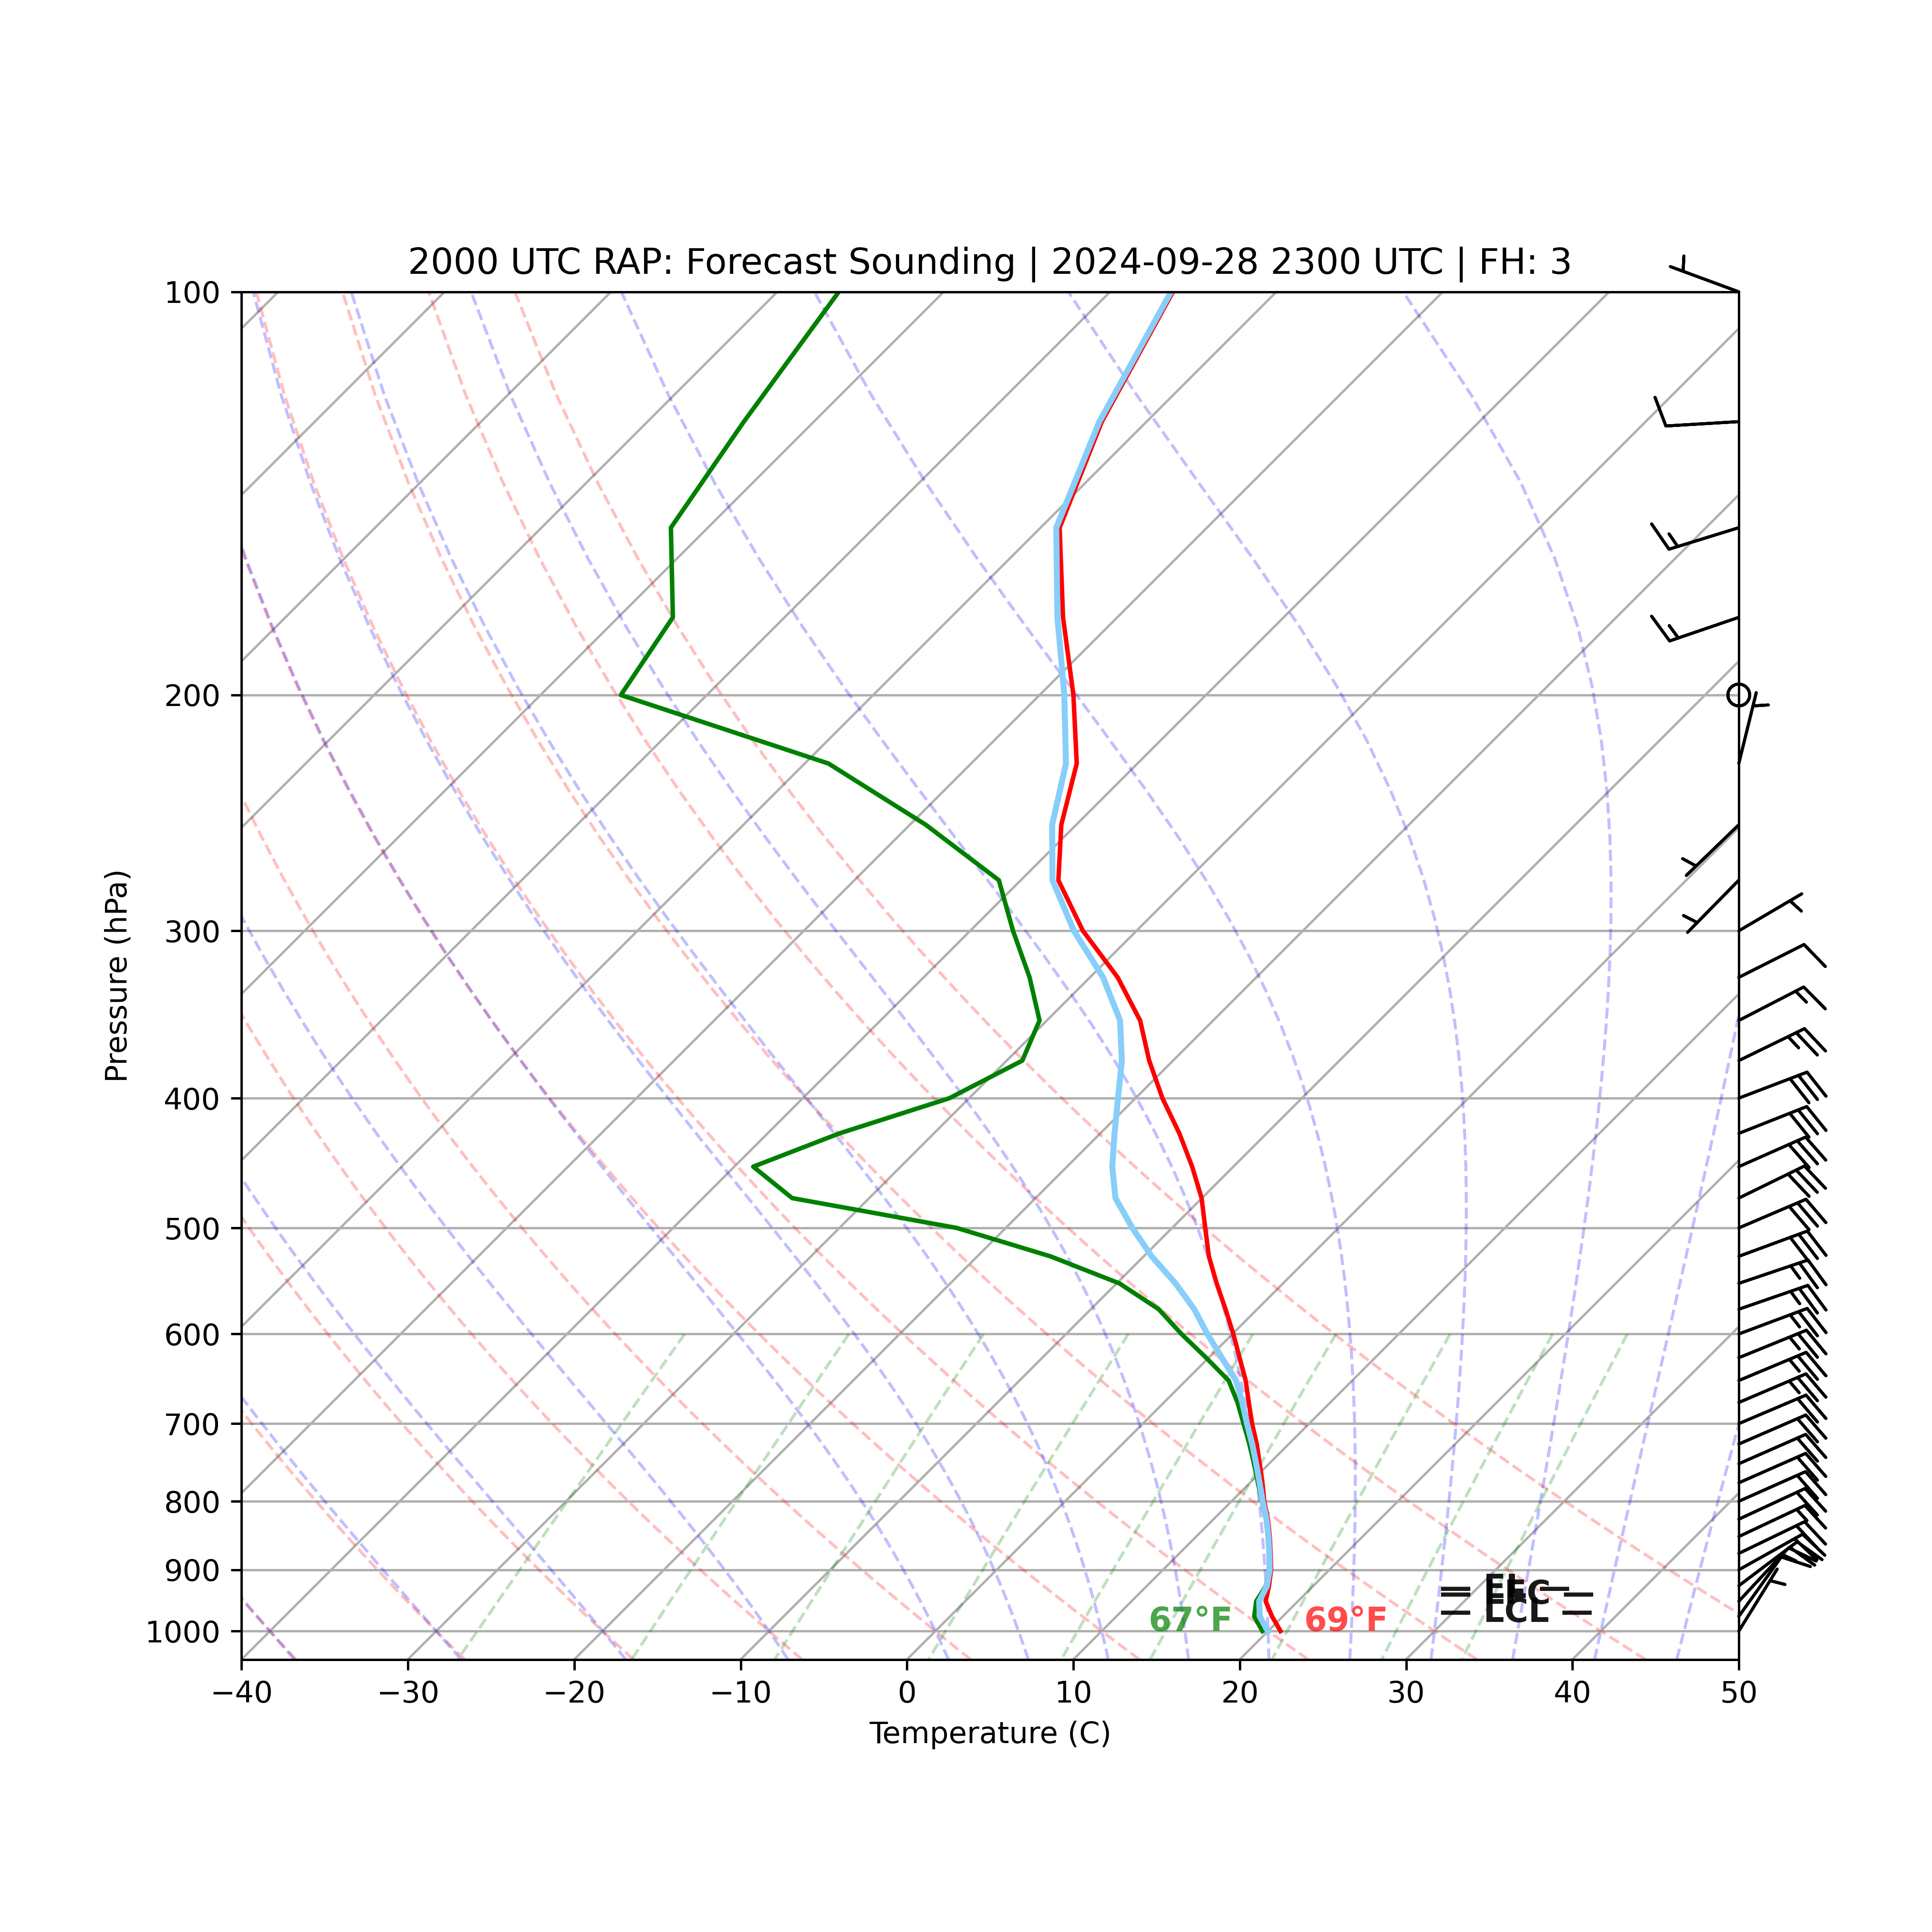 2000 UTC RAP: Forecast Sounding | 2024-09-28 2300 UTC | FH: 3
100
200
300
400
500
600
700
800
900
1000
Pressure (hPa)
EL
LFC
LCL
67°F 69°F
−40 −30 −20 −10 0 10 20 30 40 50
Temperature (C)